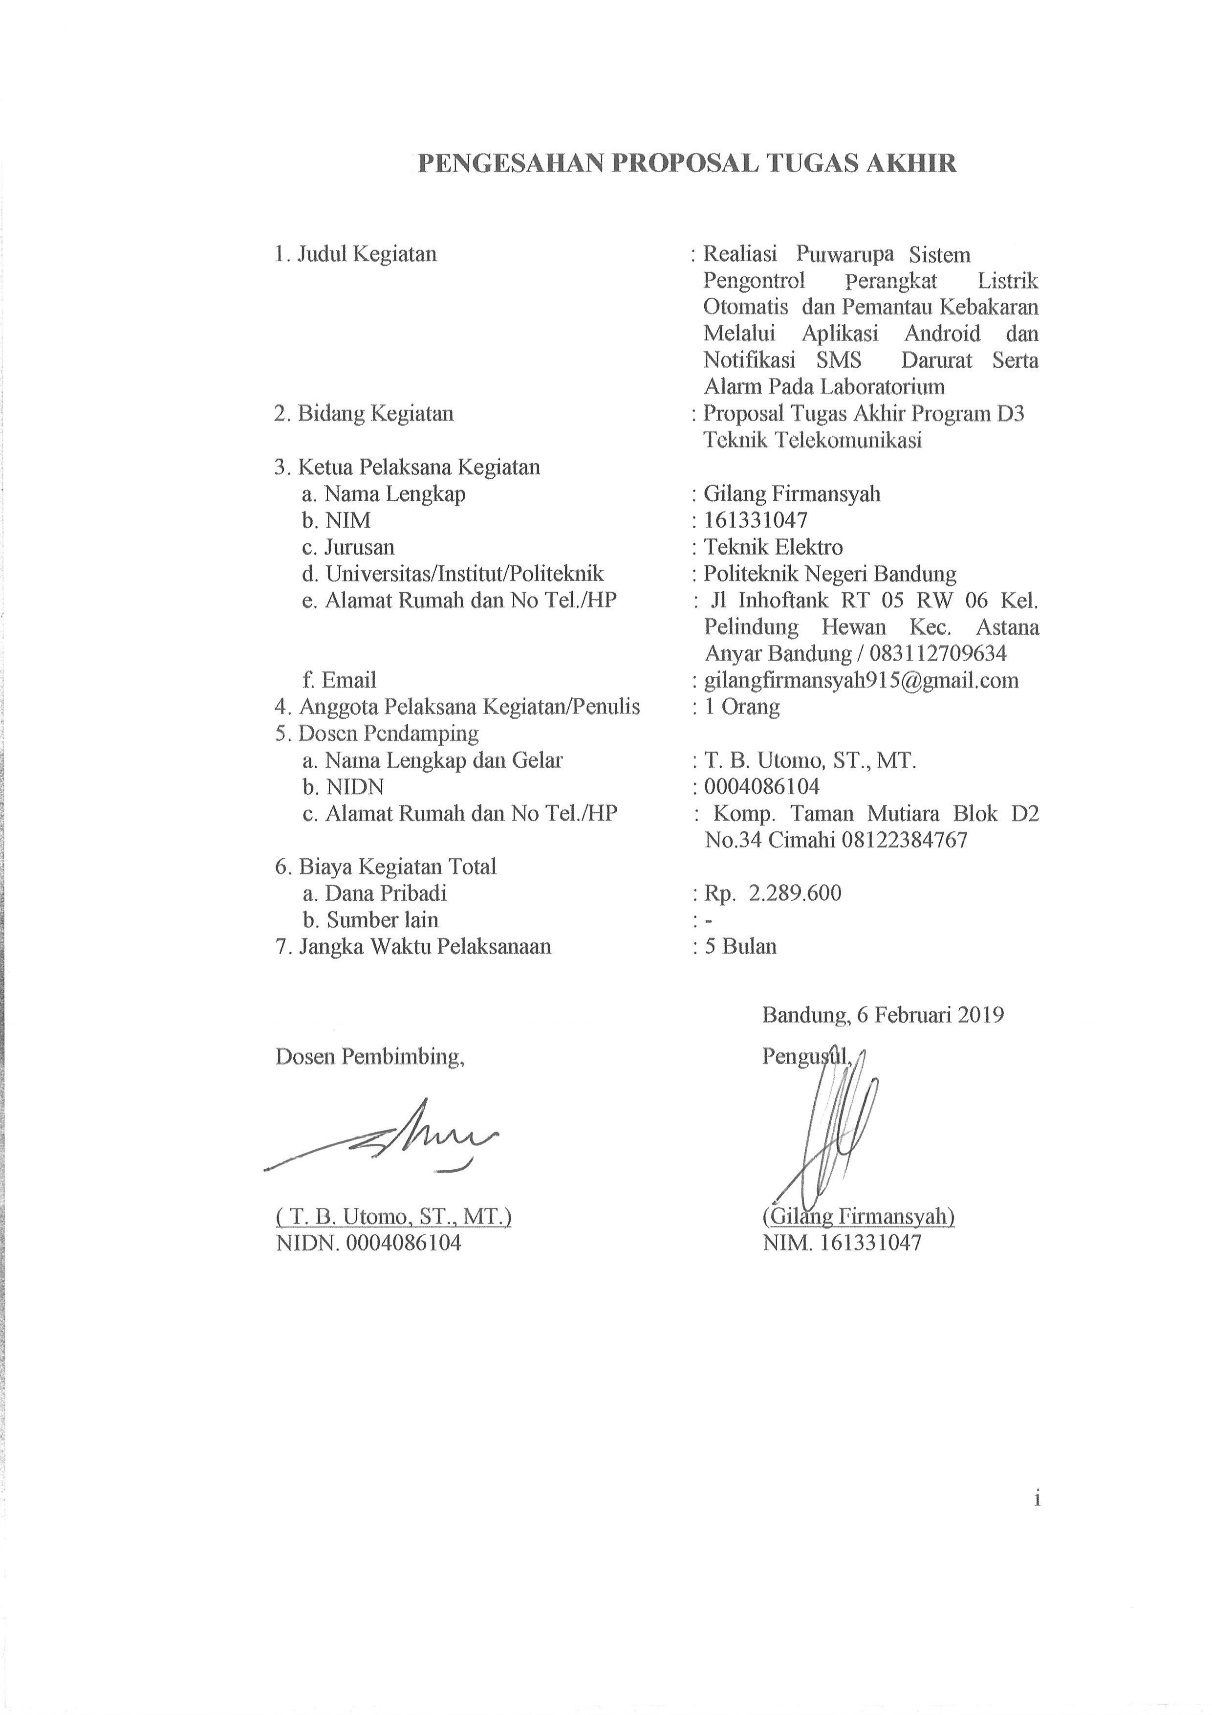 PENGESAHAN PROPOSAL TUGAS AKHIR
1. Judul Kegiatan : Realiasi Purwarupa Sistem
Pengontrol Perangkat Listrik
Otomatis dan Pemantau Kebakaran
Melalui Aplikasi Android dan
Notifikasi SMS Darurat Serta
Alarm Pada Laboratorium
2. Bidang Kegiatan : Proposal Tugas Akhir Program D3
Teknik Telekomunikasi
3. Ketua Pelaksana Kegiatan
a. Nama Lengkap : Gilang Firmansyah
b. NIM : 161331047
c. Jurusan : Teknik Elektro
d. Universitas/Institut/Politeknik : Politeknik Negeri Bandung
e. Alamat Rumah dan No Tel./HP : Jl Inhoftank RT 05 RW 06 Kel.
Pelindung Hewan Kec. Astana
Anyar Bandung / 083112709634
f. Email : gilangfirmansyah915@gmail.com
4. Anggota Pelaksana Kegiatan/Penulis : 1 Orang
5. Dosen Pendamping
a. Nama Lengkap dan Gelar : T. B. Utomo, ST., MT.
b. NIDN : 0004086104
c. Alamat Rumah dan No Tel./HP : Komp. Taman Mutiara Blok D2
No.34 Cimahi 08122384767
6. Biaya Kegiatan Total
a. Dana Pribadi : Rp. 2.289.600
b. Sumber lain : -
7. Jangka Waktu Pelaksanaan : 5 Bulan
Bandung, 6 Februari 2019
Dosen Pembimbing, Pengusul,
( T. B. Utomo, ST., MT.) (Gilang Firmansyah)
NIDN. 0004086104 NIM. 161331047
i